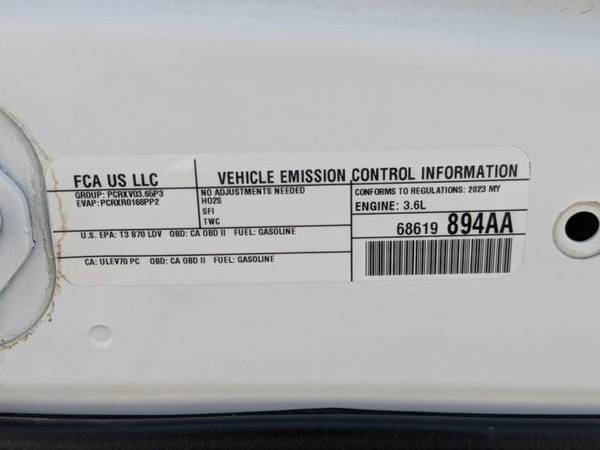 FCA US LLC
GROUP: PCRXV03.65P3
EVAP: PCRXR0168PP2
VEHICLE EMISSION CONTROL INFORMATION
NO ADJUSTMENTS NEEDED
HO2S
SFI
TWC
CONFORMS TO REGULATIONS: 2023 MY
ENGINE: 3.6L
U.S. EPA: T3 B70 LDV OBD: CA OBD II FUEL: GASOLINE
68619 894AA
CA: ULEV70 PC OBD: CA OBD II FUEL: GASOLINE